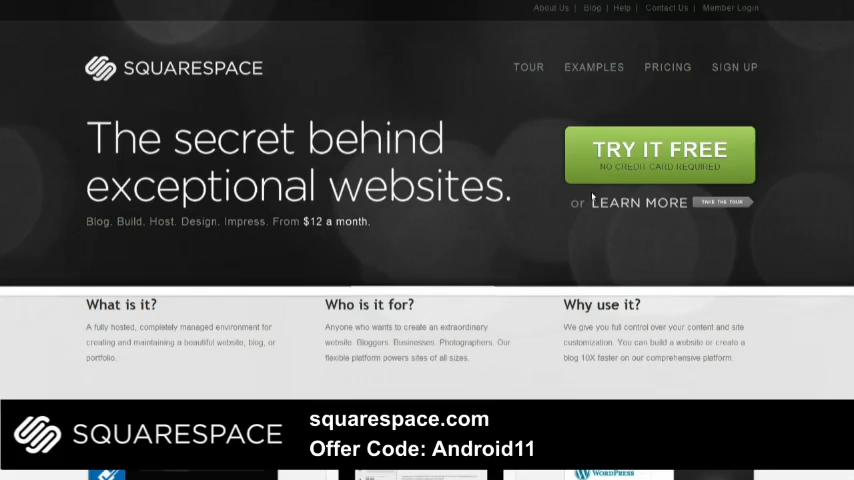 About Us | Blog | Help | Contact Us | Member Login
SQUARESPACE
TOUR EXAMPLES PRICING SIGN UP
The secret behind
exceptional websites.
TRY IT FREE
NO CREDIT CARD REQUIRED
or LEARN MORE TAKE THE TOUR
Blog. Build. Host. Design. Impress. From $12 a month.
What is it?
A fully hosted, completely managed environment for
creating and maintaining a beautiful website, blog, or
portfolio.
Who is it for?
Anyone who wants to create an extraordinary
website. Bloggers. Businesses. Photographers. Our
flexible platform powers sites of all sizes.
Why use it?
We give you full control over your content and site
customization. You can build a website or create a
blog 10X faster on our comprehensive platform.
SQUARESPACE
squarespace.com
Offer Code: Android11
WORDPRESS